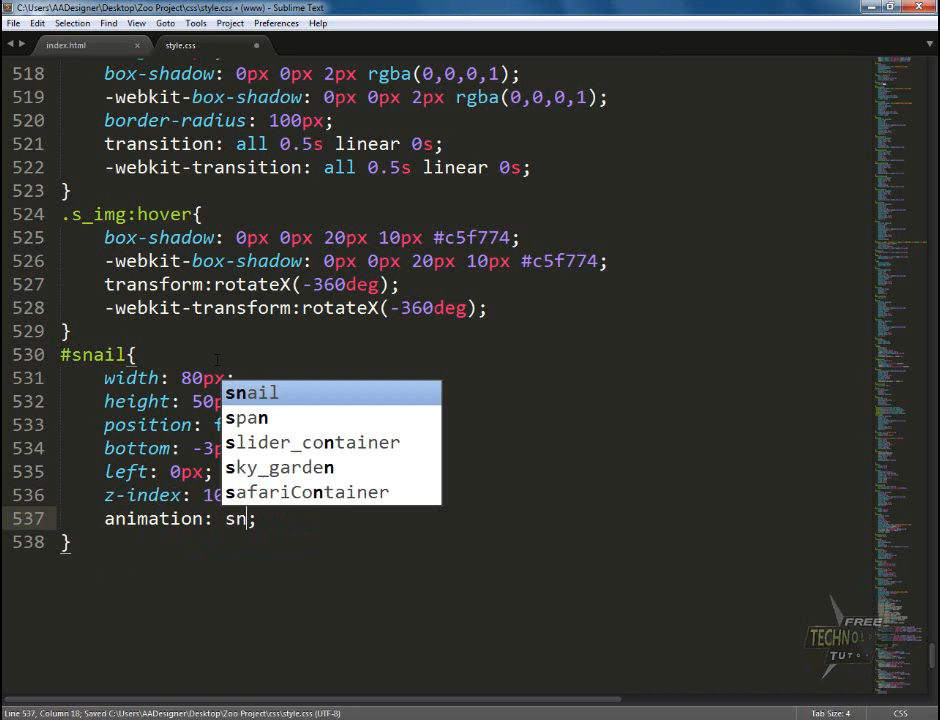 C:\Users\AADesigner\Desktop\Zoo Project\css\style.css • (www) - Sublime Text
File Edit Selection Find View Goto Tools Project Preferences Help
index.html × style.css
518 box-shadow: 0px 0px 2px rgba(0,0,0,1);
519 -webkit-box-shadow: 0px 0px 2px rgba(0,0,0,1);
520 border-radius: 100px;
521 transition: all 0.5s linear 0s;
522 -webkit-transition: all 0.5s linear 0s;
523 }
524 .s_img:hover{
525 box-shadow: 0px 0px 20px 10px #c5f774;
526 -webkit-box-shadow: 0px 0px 20px 10px #c5f774;
527 transform:rotateX(-360deg);
528 -webkit-transform:rotateX(-360deg);
529 }
530 #snail{
531 width: 80px;
532 height: 50p
533 position: f
534 bottom: -3p
535 left: 0px;
536 z-index: 10
537 animation: sn;
538 }
snail
span
slider_container
sky_garden
safariContainer
FREE
TECHNOL
TUTO
Line 537, Column 18; Saved C:\Users\AADesigner\Desktop\Zoo Project\css\style.css (UTF-8)
Tab Size: 4 CSS